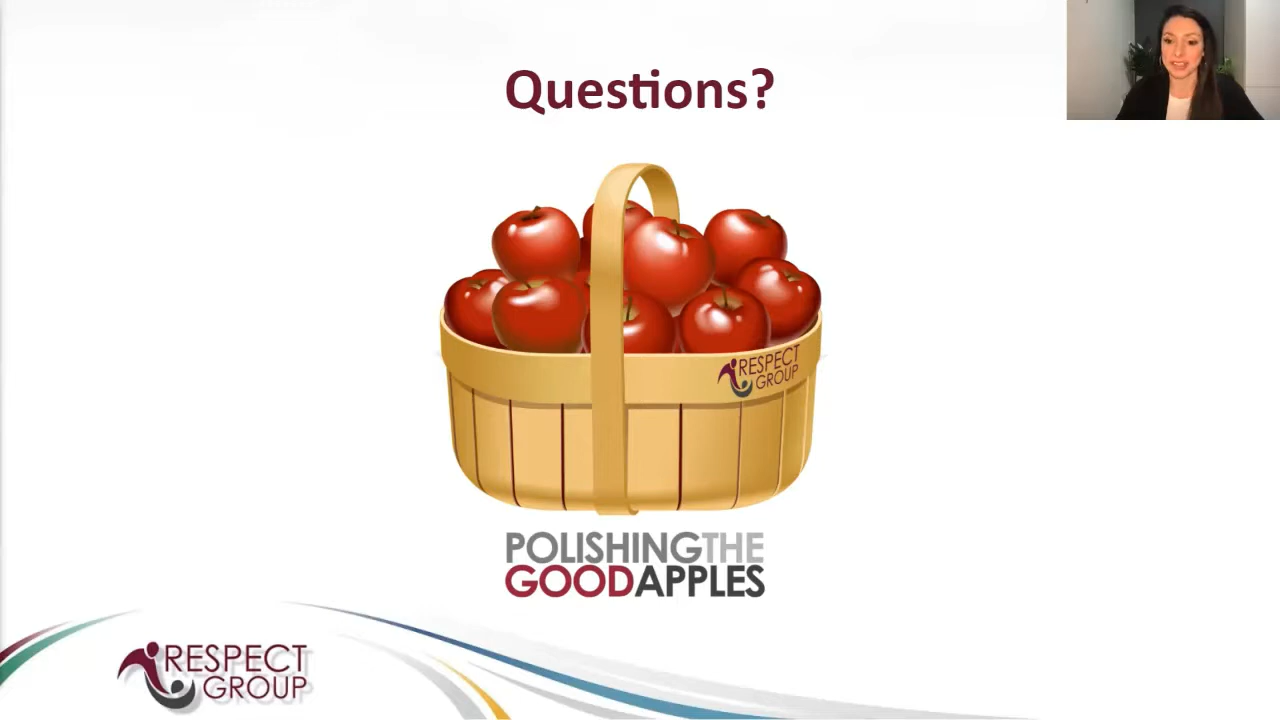 Questions?
RESPECT
GROUP
POLISHINGTHE
GOODAPPLES
RESPECT
GROUP